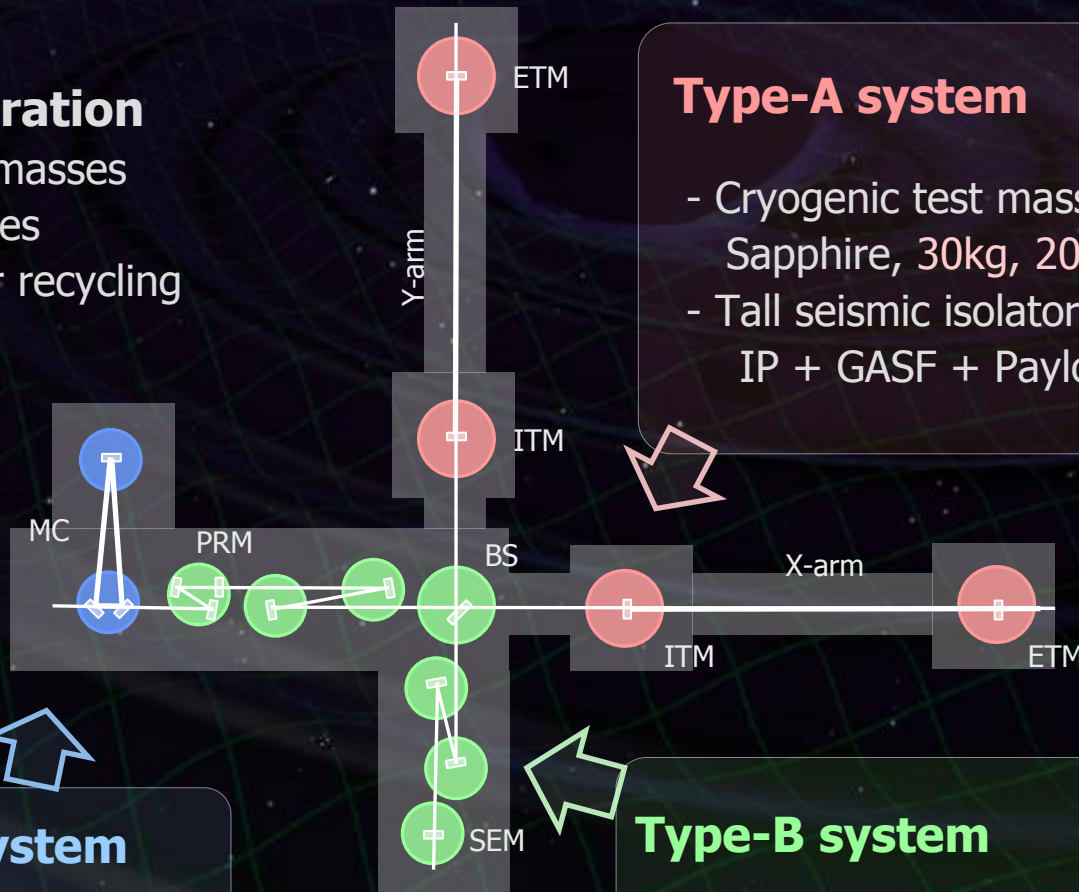 ration
masses
es
r recycling
ETM
Type-A system
- Cryogenic test mass
Sapphire, 30kg, 20
- Tall seismic isolator
IP + GASF + Paylo
Y-arm
ITM
MC
PRM
BS
X-arm
ITM
ETM
SEM
ystem
Type-B system